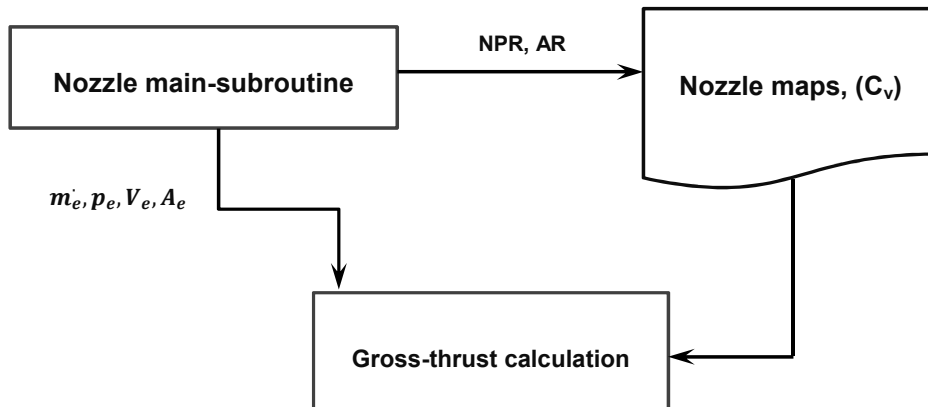 NPR, AR
Nozzle main-subroutine
Nozzle maps, (Cᵥ)
ṁₑ, pₑ, Vₑ, Aₑ
Gross-thrust calculation